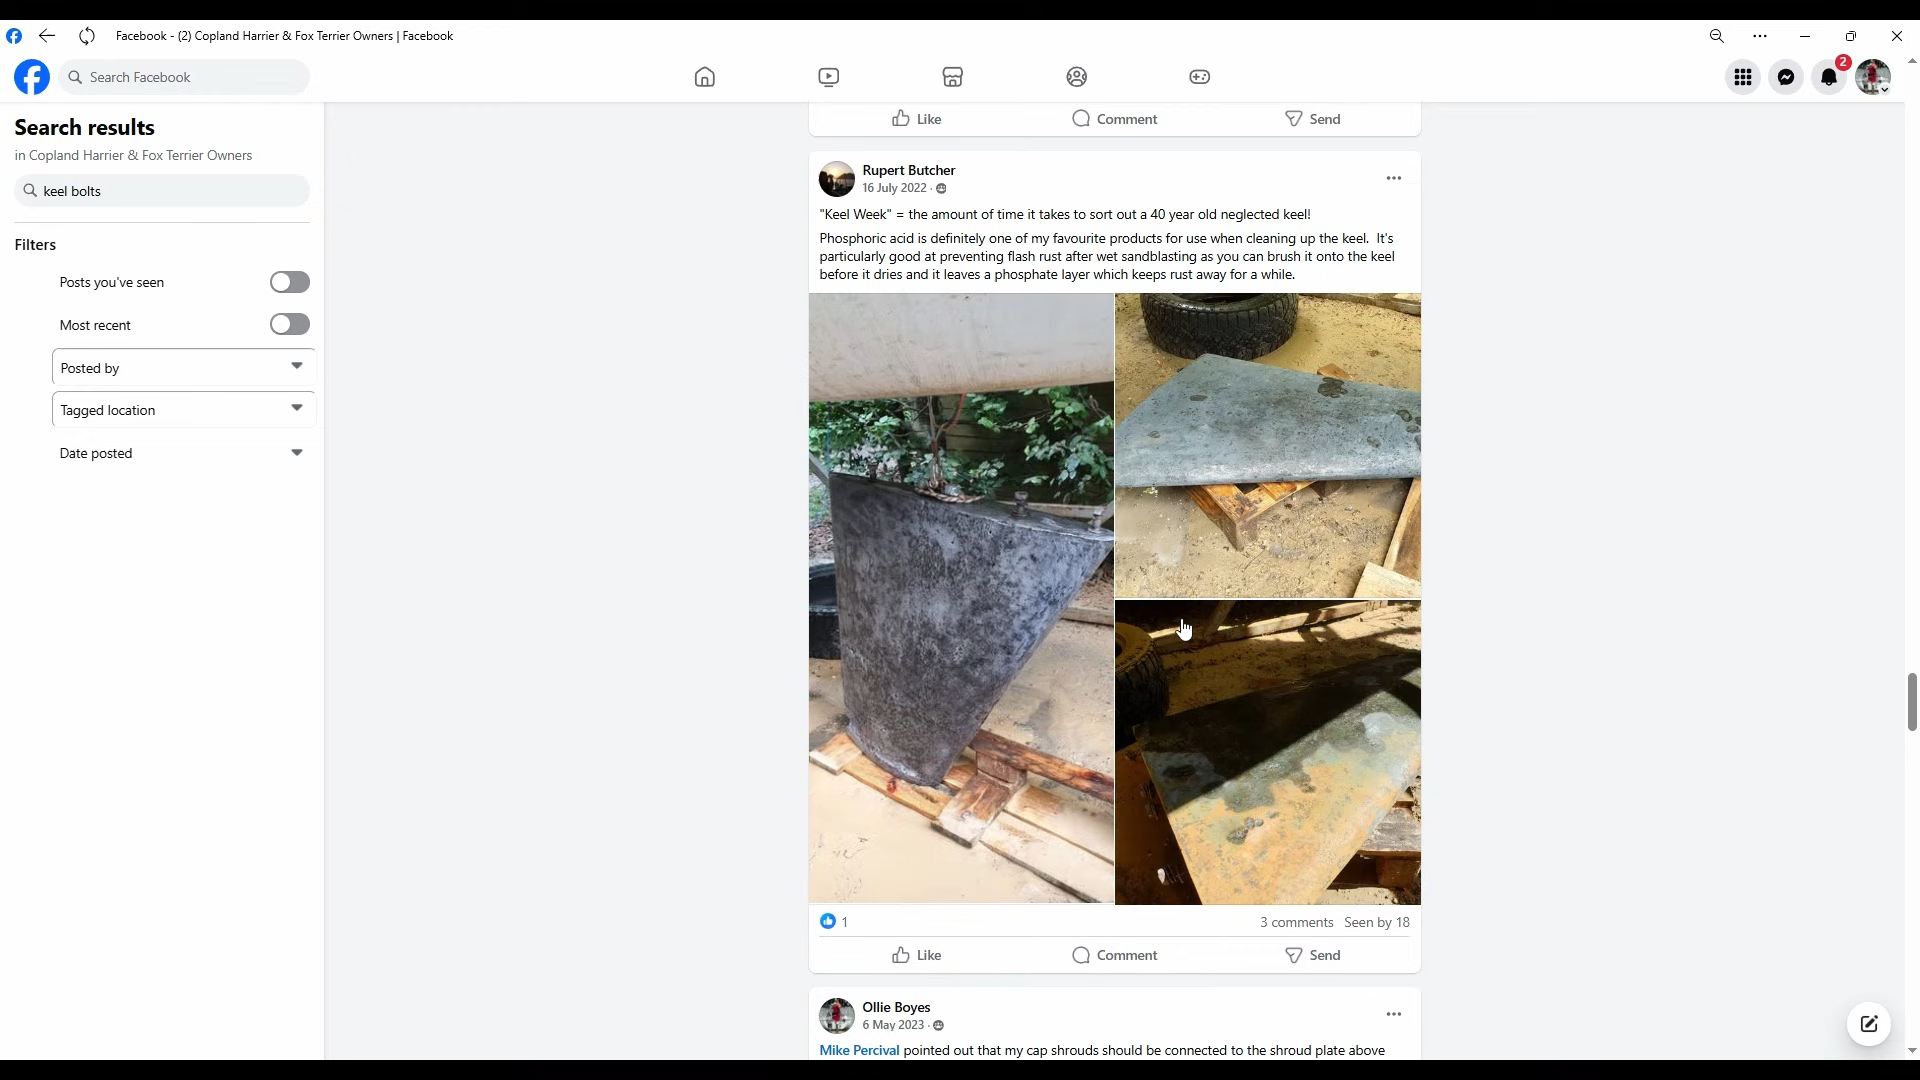 Facebook - (2) Copland Harrier & Fox Terrier Owners | Facebook
Search Facebook
2
Search results
in Copland Harrier & Fox Terrier Owners
keel bolts
Filters
Posts you've seen
Most recent
Posted by
Tagged location
Date posted
Like
Comment
Send
Rupert Butcher
16 July 2022 ·
"Keel Week" = the amount of time it takes to sort out a 40 year old neglected keel!
Phosphoric acid is definitely one of my favourite products for use when cleaning up the keel. It's
particularly good at preventing flash rust after wet sandblasting as you can brush it onto the keel
before it dries and it leaves a phosphate layer which keeps rust away for a while.
1
3 comments Seen by 18
Like
Comment
Send
Ollie Boyes
6 May 2023 ·
Mike Percival pointed out that my cap shrouds should be connected to the shroud plate above